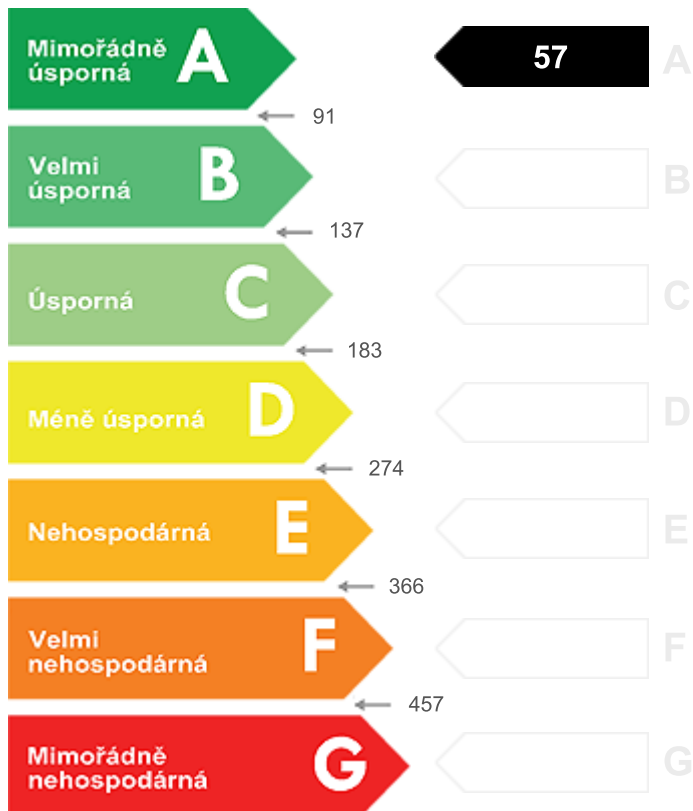 Mimořádně
úsporná
A
57
A
91
Velmi
úsporná
B
B
137
Úsporná
C
C
183
Méně úsporná
D
D
274
Nehospodárná
E
E
366
Velmi
nehospodárná
F
F
457
Mimořádně
nehospodárná
G
G